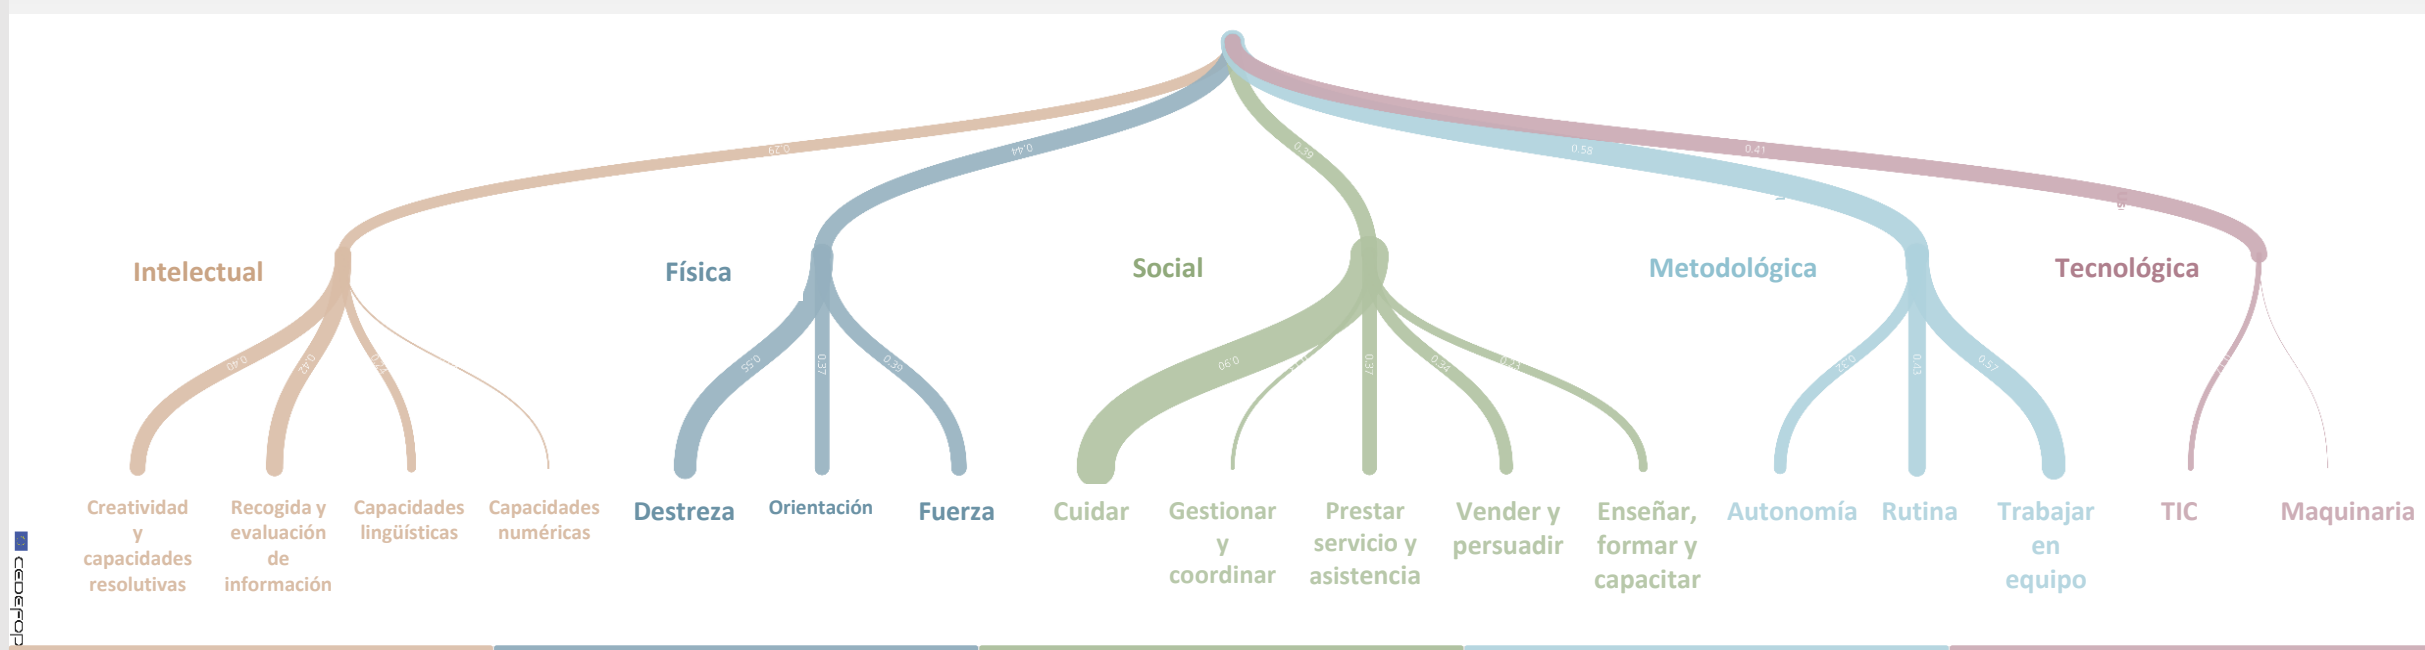 0.29
0.44
0.39
0.58
0.41
Intelectual
Física
Social
Metodológica
Tecnológica
0.40
0.42
0.55
0.37
0.39
0.90
0.37
0.34
0.23
0.32
0.43
0.57
Creatividad
y
capacidades
resolutivas
Recogida y
evaluación
de
información
Capacidades
lingüísticas
Capacidades
numéricas
Destreza
Orientación
Fuerza
Cuidar
Gestionar
y
coordinar
Prestar
servicio y
asistencia
Vender y
persuadir
Enseñar,
formar y
capacitar
Autonomía
Rutina
Trabajar
en
equipo
TIC
Maquinaria
CEDEFOP